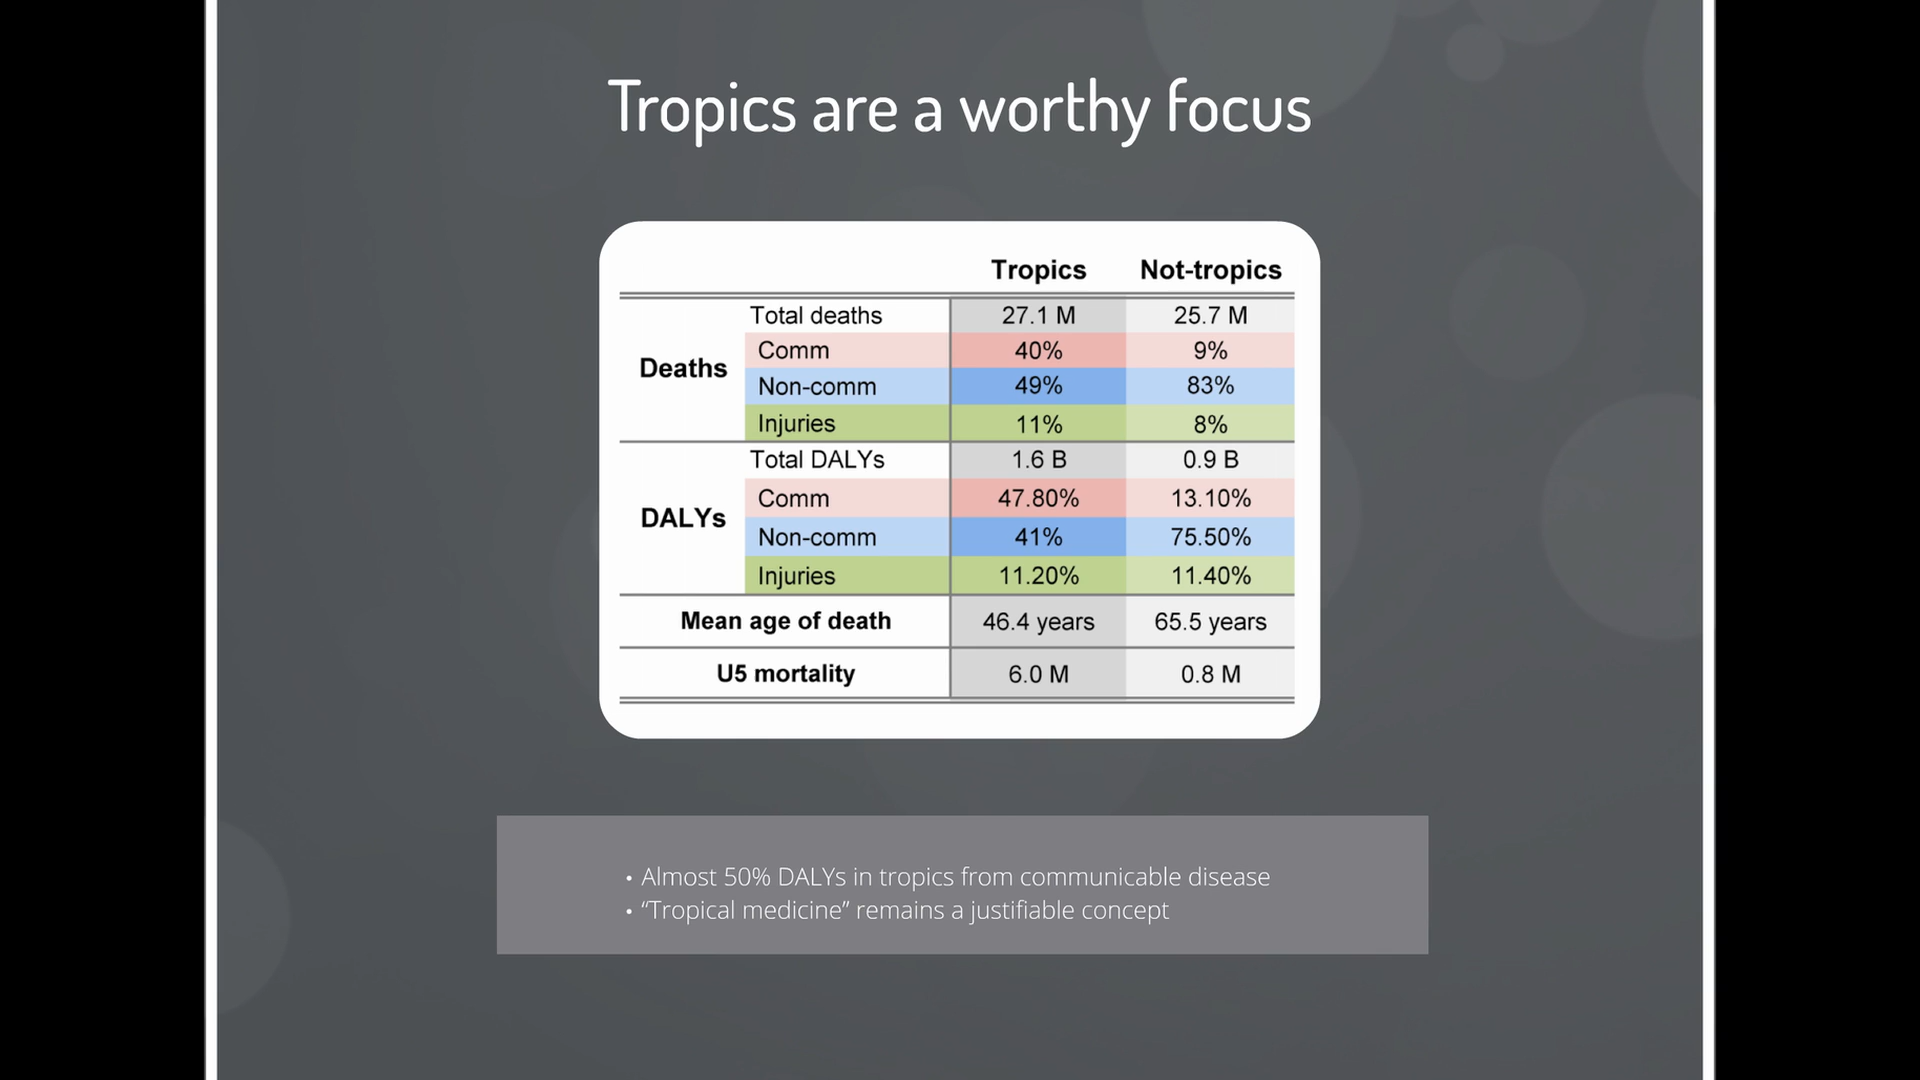 Tropics are a worthy focus
Tropics Not-tropics
Deaths
Total deaths 27.1 M 25.7 M
Comm 40% 9%
Non-comm 49% 83%
Injuries 11% 8%
DALYs
Total DALYs 1.6 B 0.9 B
Comm 47.80% 13.10%
Non-comm 41% 75.50%
Injuries 11.20% 11.40%
Mean age of death 46.4 years 65.5 years
U5 mortality 6.0 M 0.8 M
• Almost 50% DALYs in tropics from communicable disease
• “Tropical medicine” remains a justifiable concept